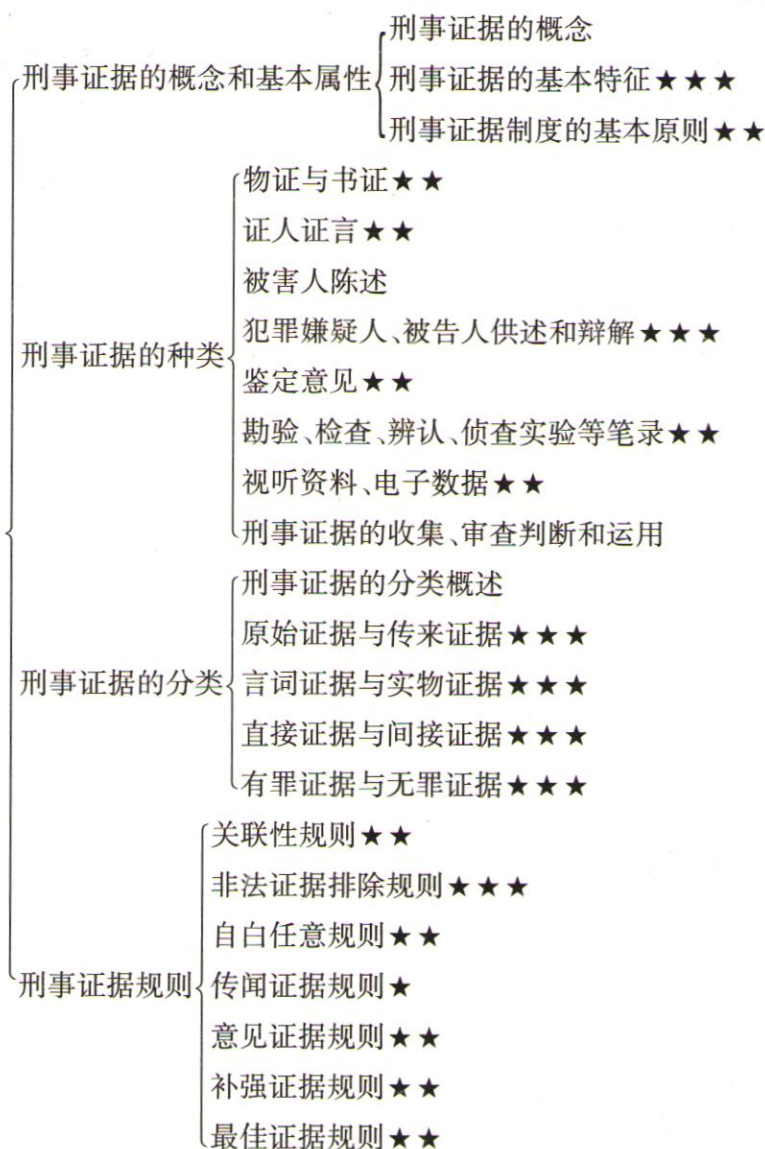 刑事证据的概念和基本属性
刑事证据的概念
刑事证据的基本特征★★★
刑事证据制度的基本原则★★
刑事证据的种类
物证与书证★★
证人证言★★
被害人陈述
犯罪嫌疑人、被告人供述和辩解★★★
鉴定意见★★
勘验、检查、辨认、侦查实验等笔录★★
视听资料、电子数据★★
刑事证据的收集、审查判断和运用
刑事证据的分类
刑事证据的分类概述
原始证据与传来证据★★★
言词证据与实物证据★★★
直接证据与间接证据★★★
有罪证据与无罪证据★★★
刑事证据规则
关联性规则★★
非法证据排除规则★★★
自白任意规则★★
传闻证据规则★
意见证据规则★★
补强证据规则★★
最佳证据规则★★